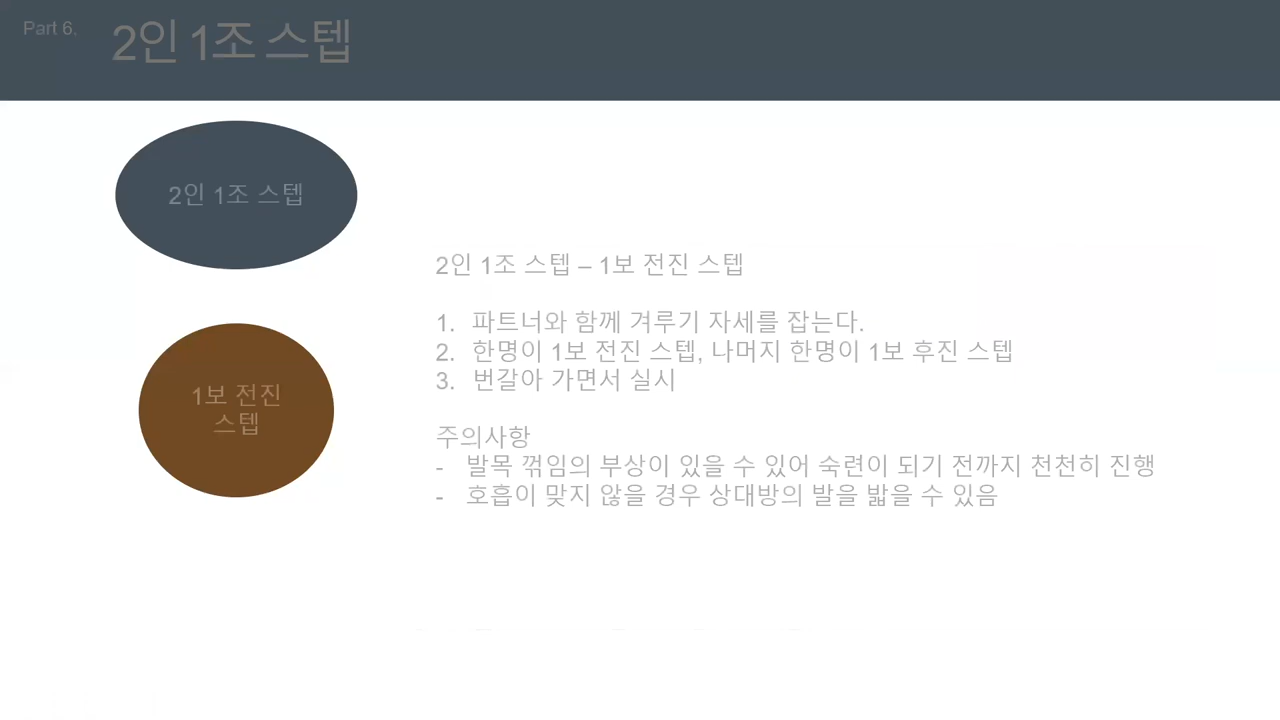 Part 6,
2인 1조 스텝
2인 1조 스텝
2인 1조 스텝 – 1보 전진 스텝
1. 파트너와 함께 겨루기 자세를 잡는다.
2. 한명이 1보 전진 스텝, 나머지 한명이 1보 후진 스텝
3. 번갈아 가면서 실시
1보 전진
스텝
주의사항
- 발목 꺾임의 부상이 있을 수 있어 숙련이 되기 전까지 천천히 진행
- 호흡이 맞지 않을 경우 상대방의 발을 밟을 수 있음